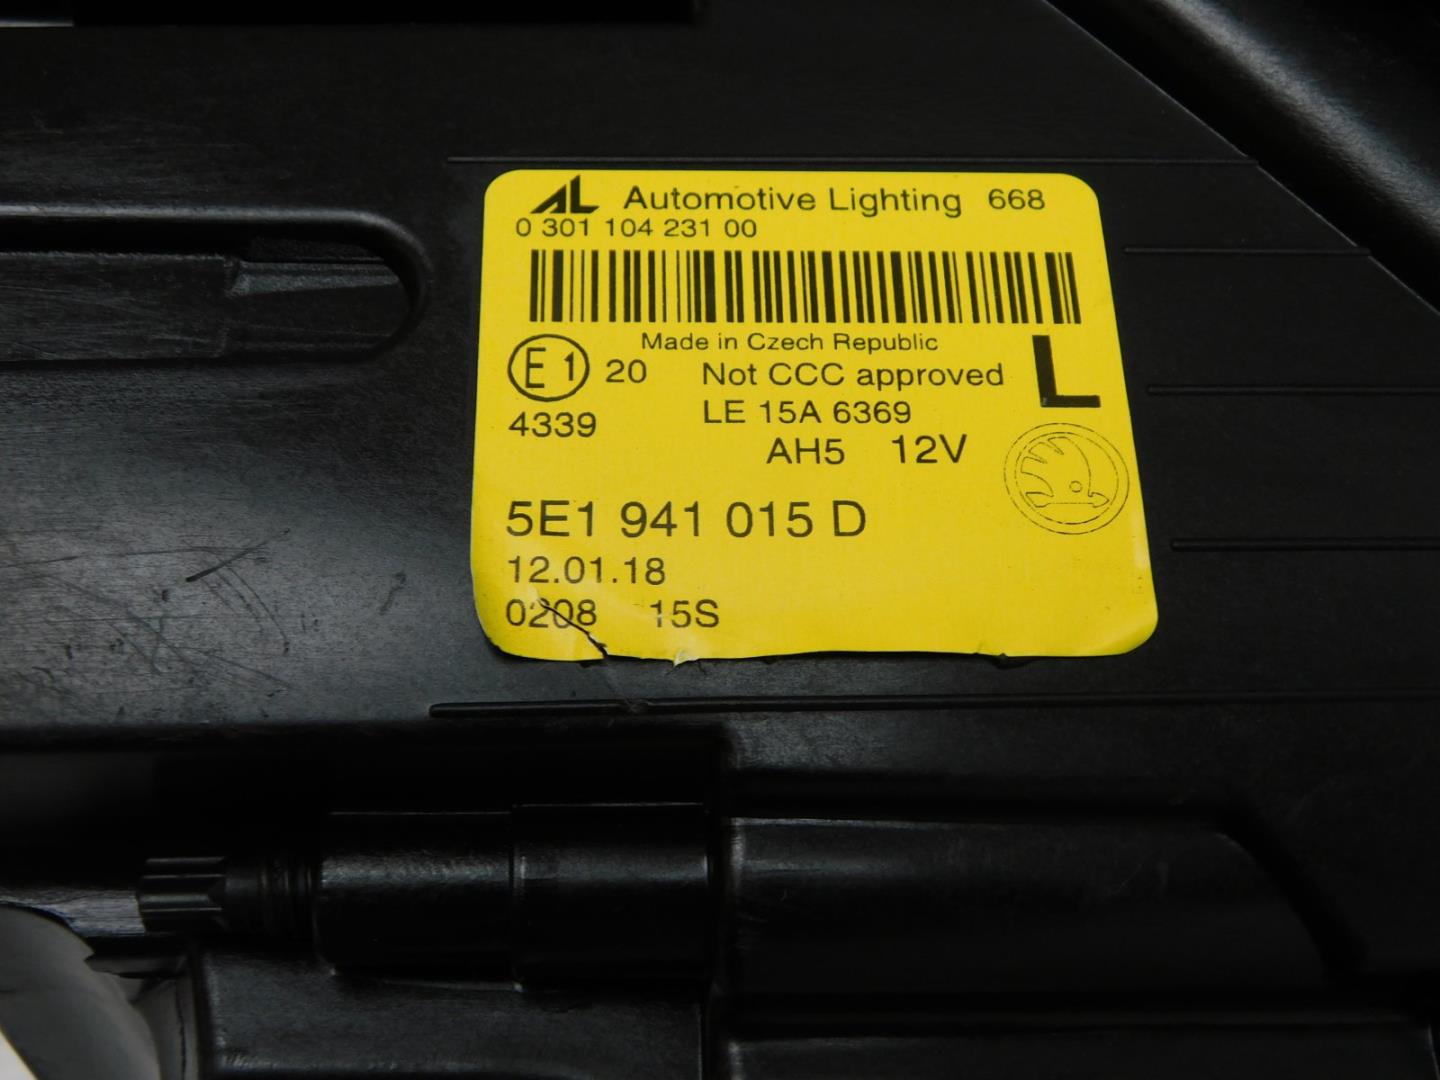 AL Automotive Lighting 668
0 301 104 231 00
Made in Czech Republic
E1 20 Not CCC approved L
4339 LE 15A 6369
AH5 12V
5E1 941 015 D
12.01.18
0208 15S